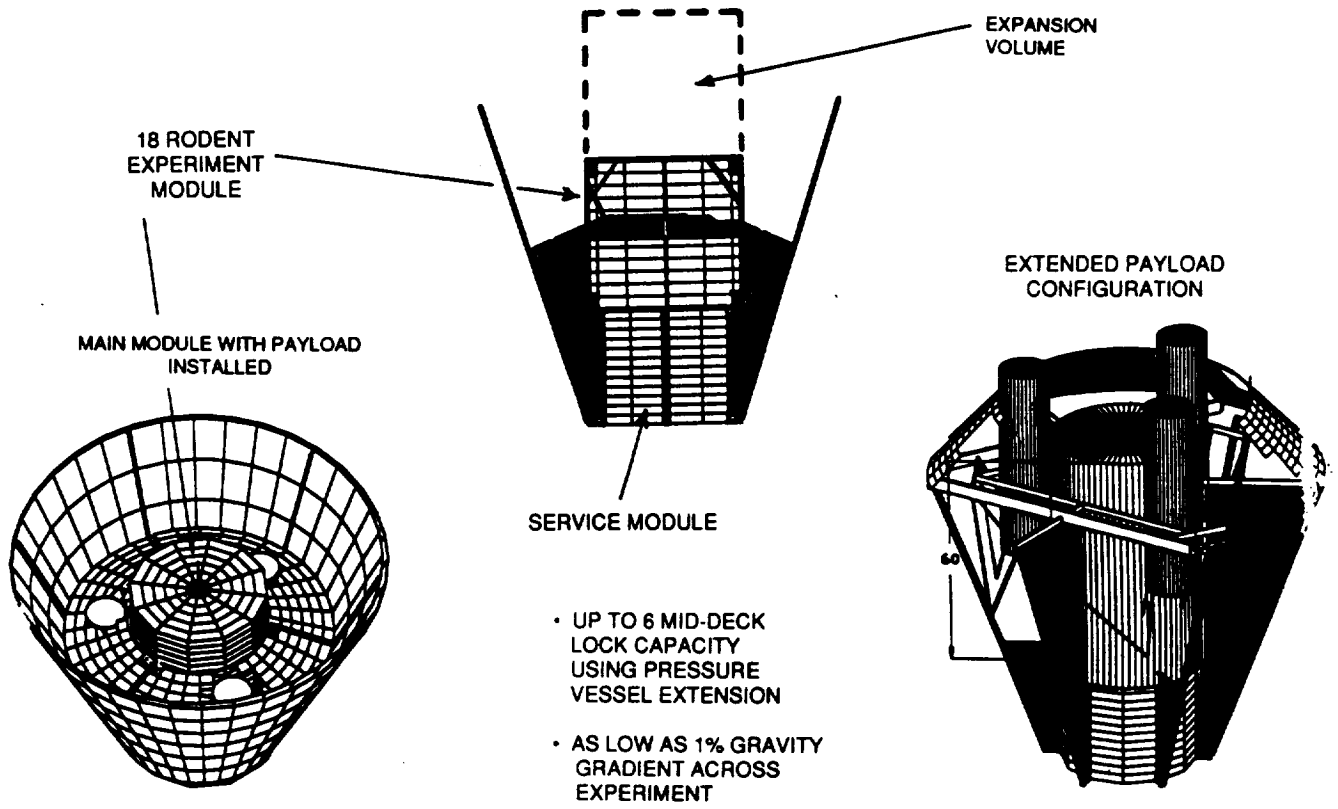 EXPANSION
VOLUME
18 RODENT
EXPERIMENT
MODULE
EXTENDED PAYLOAD
CONFIGURATION
MAIN MODULE WITH PAYLOAD
INSTALLED
SERVICE MODULE
60
• UP TO 6 MID-DECK
LOCK CAPACITY
USING PRESSURE
VESSEL EXTENSION
• AS LOW AS 1% GRAVITY
GRADIENT ACROSS
EXPERIMENT